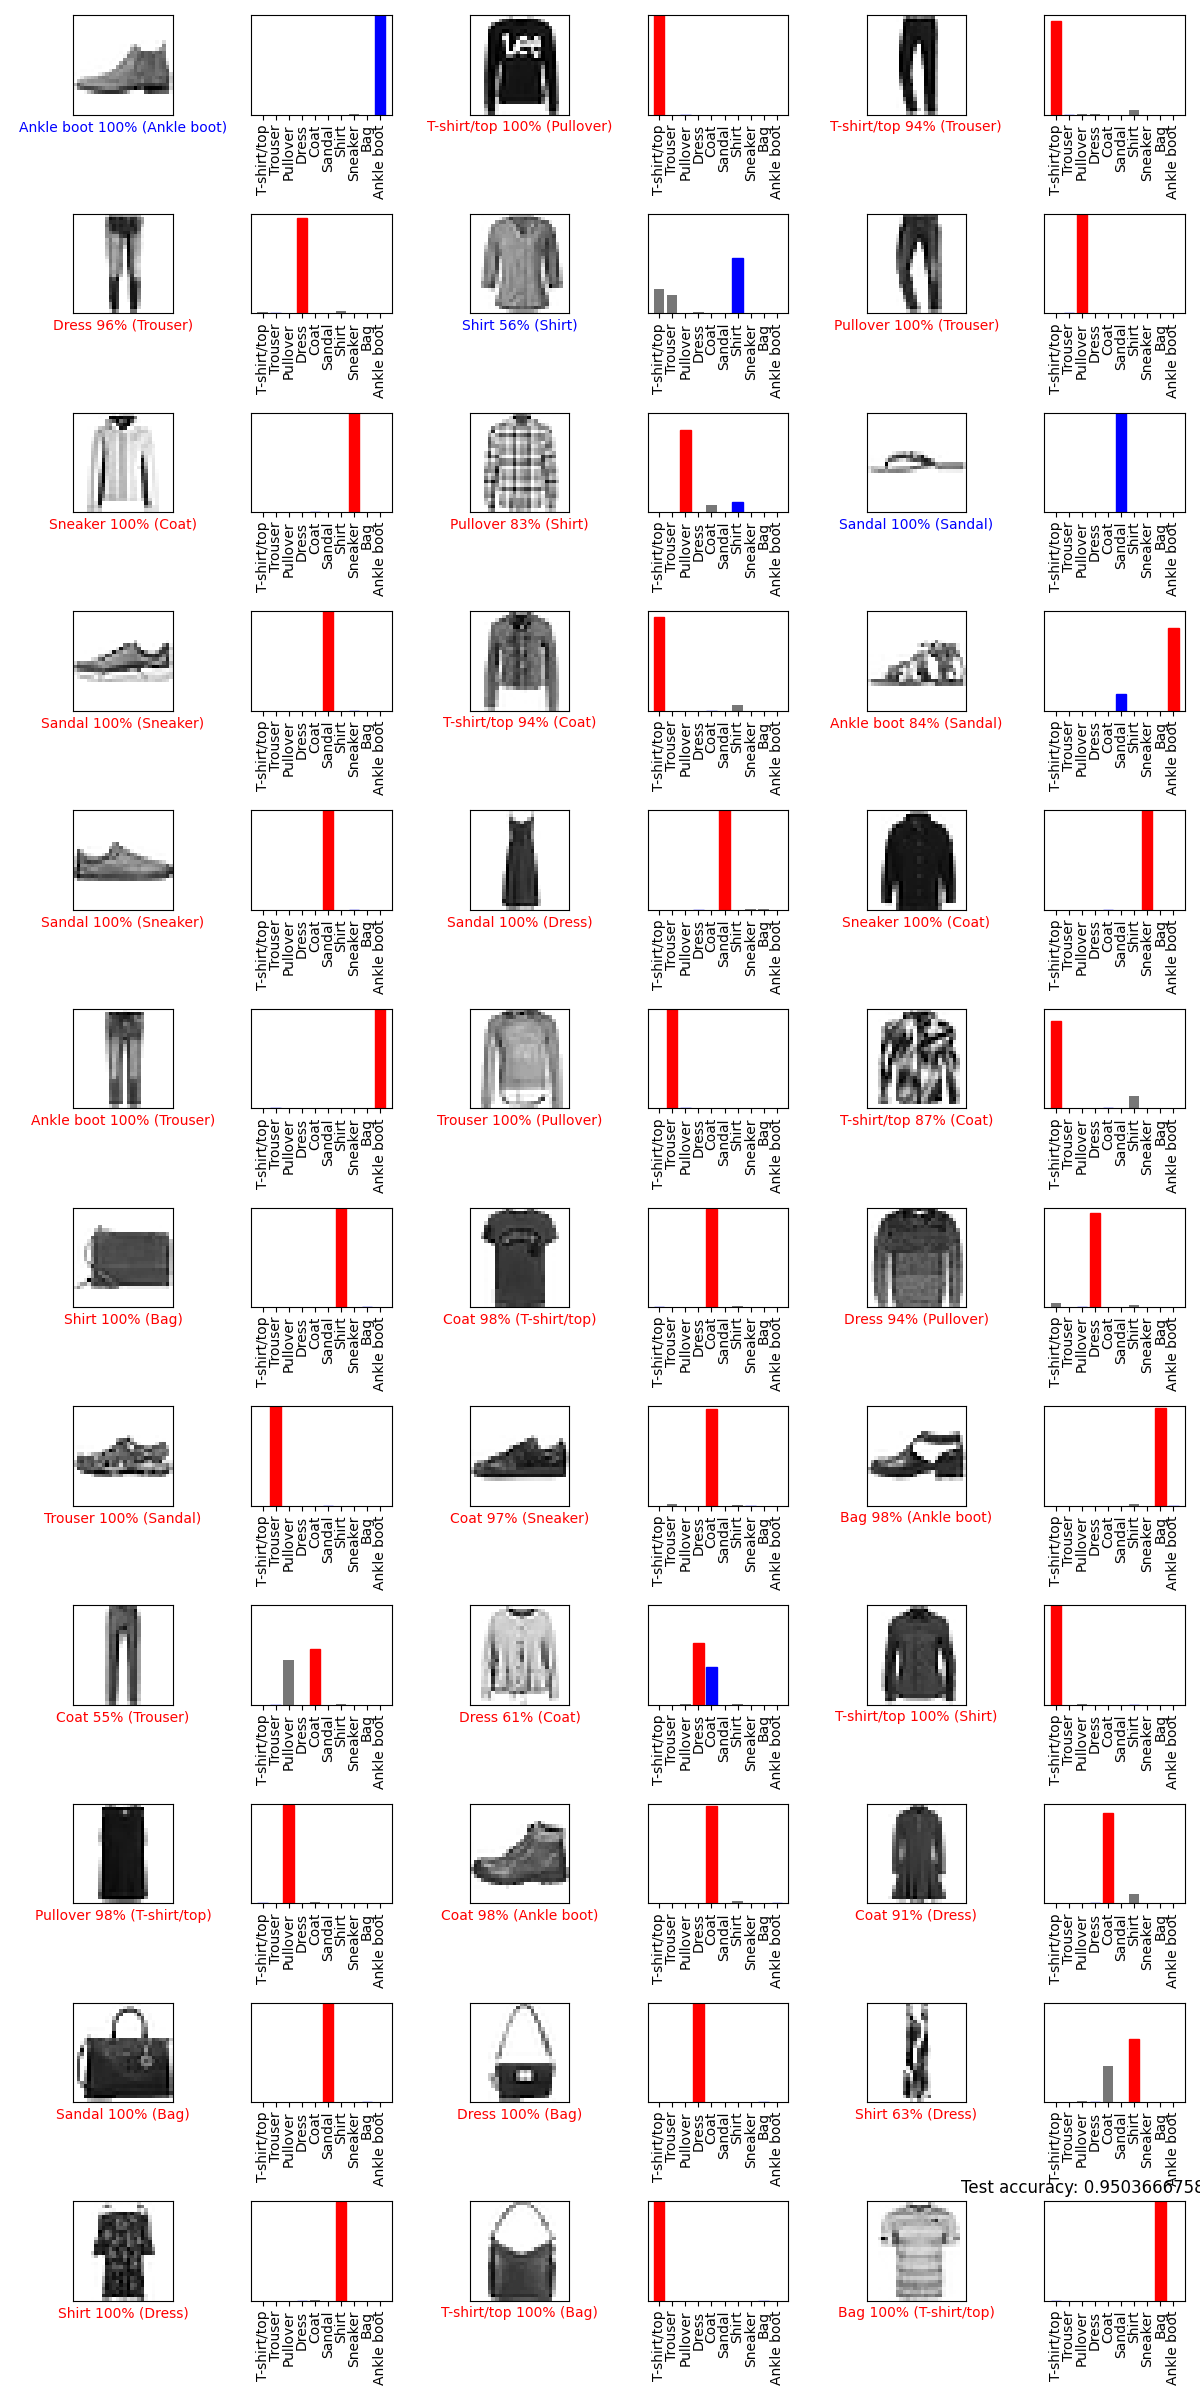 Lee
Ankle boot 100% (Ankle boot)
T-shirt/top Trouser Pullover Dress Coat Sandal Shirt Sneaker Bag Ankle boot
T-shirt/top 100% (Pullover)
T-shirt/top Trouser Pullover Dress Coat Sandal Shirt Sneaker Bag Ankle boot
T-shirt/top 94% (Trouser)
T-shirt/top Trouser Pullover Dress Coat Sandal Shirt Sneaker Bag Ankle boot
Dress 96% (Trouser)
T-shirt/top Trouser Pullover Dress Coat Sandal Shirt Sneaker Bag Ankle boot
Shirt 56% (Shirt)
T-shirt/top Trouser Pullover Dress Coat Sandal Shirt Sneaker Bag Ankle boot
Pullover 100% (Trouser)
T-shirt/top Trouser Pullover Dress Coat Sandal Shirt Sneaker Bag Ankle boot
Sneaker 100% (Coat)
T-shirt/top Trouser Pullover Dress Coat Sandal Shirt Sneaker Bag Ankle boot
Pullover 83% (Shirt)
T-shirt/top Trouser Pullover Dress Coat Sandal Shirt Sneaker Bag Ankle boot
Sandal 100% (Sandal)
T-shirt/top Trouser Pullover Dress Coat Sandal Shirt Sneaker Bag Ankle boot
Sandal 100% (Sneaker)
T-shirt/top Trouser Pullover Dress Coat Sandal Shirt Sneaker Bag Ankle boot
T-shirt/top 94% (Coat)
T-shirt/top Trouser Pullover Dress Coat Sandal Shirt Sneaker Bag Ankle boot
Ankle boot 84% (Sandal)
T-shirt/top Trouser Pullover Dress Coat Sandal Shirt Sneaker Bag Ankle boot
Sandal 100% (Sneaker)
T-shirt/top Trouser Pullover Dress Coat Sandal Shirt Sneaker Bag Ankle boot
Sandal 100% (Dress)
T-shirt/top Trouser Pullover Dress Coat Sandal Shirt Sneaker Bag Ankle boot
Sneaker 100% (Coat)
T-shirt/top Trouser Pullover Dress Coat Sandal Shirt Sneaker Bag Ankle boot
Ankle boot 100% (Trouser)
T-shirt/top Trouser Pullover Dress Coat Sandal Shirt Sneaker Bag Ankle boot
Trouser 100% (Pullover)
T-shirt/top Trouser Pullover Dress Coat Sandal Shirt Sneaker Bag Ankle boot
T-shirt/top 87% (Coat)
T-shirt/top Trouser Pullover Dress Coat Sandal Shirt Sneaker Bag Ankle boot
Shirt 100% (Bag)
T-shirt/top Trouser Pullover Dress Coat Sandal Shirt Sneaker Bag Ankle boot
Coat 98% (T-shirt/top)
T-shirt/top Trouser Pullover Dress Coat Sandal Shirt Sneaker Bag Ankle boot
Dress 94% (Pullover)
T-shirt/top Trouser Pullover Dress Coat Sandal Shirt Sneaker Bag Ankle boot
Trouser 100% (Sandal)
T-shirt/top Trouser Pullover Dress Coat Sandal Shirt Sneaker Bag Ankle boot
Coat 97% (Sneaker)
T-shirt/top Trouser Pullover Dress Coat Sandal Shirt Sneaker Bag Ankle boot
Bag 98% (Ankle boot)
T-shirt/top Trouser Pullover Dress Coat Sandal Shirt Sneaker Bag Ankle boot
Coat 55% (Trouser)
T-shirt/top Trouser Pullover Dress Coat Sandal Shirt Sneaker Bag Ankle boot
Dress 61% (Coat)
T-shirt/top Trouser Pullover Dress Coat Sandal Shirt Sneaker Bag Ankle boot
T-shirt/top 100% (Shirt)
T-shirt/top Trouser Pullover Dress Coat Sandal Shirt Sneaker Bag Ankle boot
Pullover 98% (T-shirt/top)
T-shirt/top Trouser Pullover Dress Coat Sandal Shirt Sneaker Bag Ankle boot
Coat 98% (Ankle boot)
T-shirt/top Trouser Pullover Dress Coat Sandal Shirt Sneaker Bag Ankle boot
Coat 91% (Dress)
T-shirt/top Trouser Pullover Dress Coat Sandal Shirt Sneaker Bag Ankle boot
Sandal 100% (Bag)
T-shirt/top Trouser Pullover Dress Coat Sandal Shirt Sneaker Bag Ankle boot
Dress 100% (Bag)
T-shirt/top Trouser Pullover Dress Coat Sandal Shirt Sneaker Bag Ankle boot
Shirt 63% (Dress)
T-shirt/top Trouser Pullover Dress Coat Sandal Shirt Sneaker Bag Ankle boot
Test accuracy: 0.9503666758
Shirt 100% (Dress)
T-shirt/top Trouser Pullover Dress Coat Sandal Shirt Sneaker Bag Ankle boot
T-shirt/top 100% (Bag)
T-shirt/top Trouser Pullover Dress Coat Sandal Shirt Sneaker Bag Ankle boot
Bag 100% (T-shirt/top)
T-shirt/top Trouser Pullover Dress Coat Sandal Shirt Sneaker Bag Ankle boot